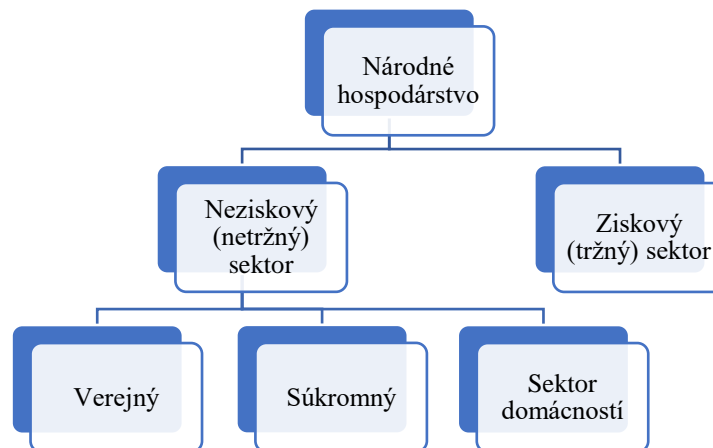 Národné
hospodárstvo
Neziskový
(netržný)
sektor
Ziskový
(tržný) sektor
Verejný
Súkromný
Sektor
domácností